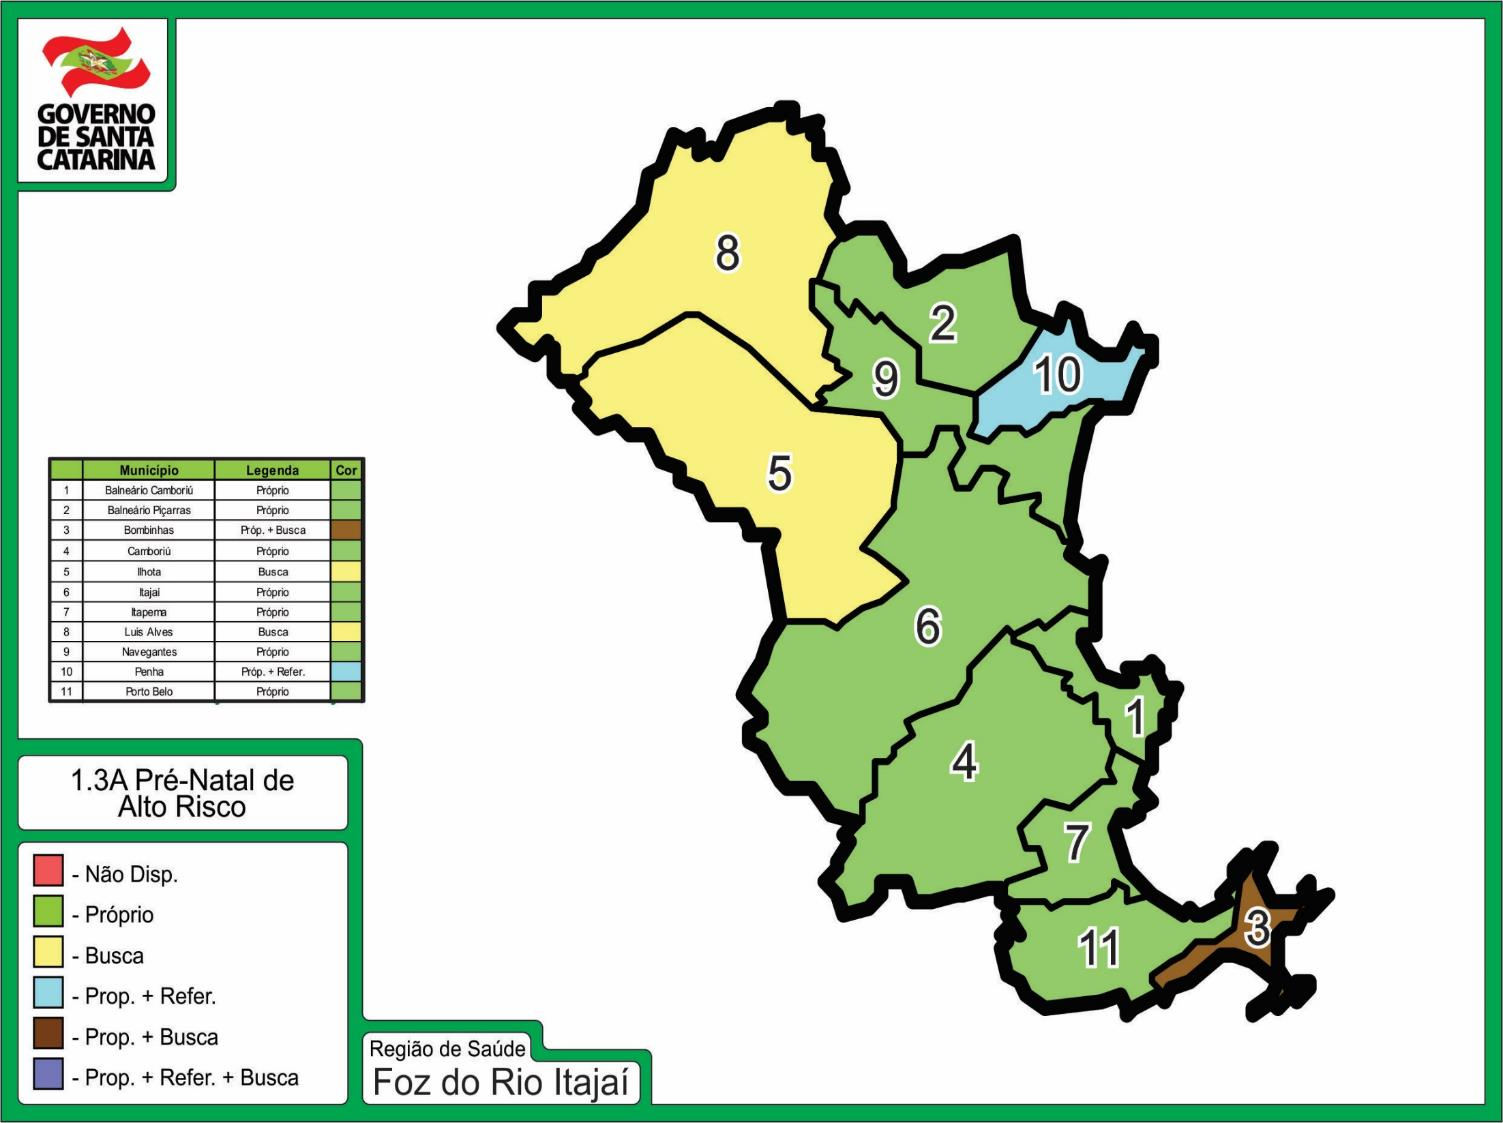 GOVERNO
DE SANTA
CATARINA
8
2
10
9
5
6
1
4
7
3
11
Município Legenda Cor
1 Balneário Camboriú Próprio
2 Balneário Piçarras Próprio
3 Bombinhas Próp. + Busca
4 Camboriú Próprio
5 Ilhota Busca
6 Itajaí Próprio
7 Itapema Próprio
8 Luis Alves Busca
9 Navegantes Próprio
10 Penha Próp. + Refer.
11 Porto Belo Próprio
1.3A Pré-Natal de
Alto Risco
- Não Disp.
- Próprio
- Busca
- Prop. + Refer.
- Prop. + Busca
- Prop. + Refer. + Busca
Região de Saúde
Foz do Rio Itajaí